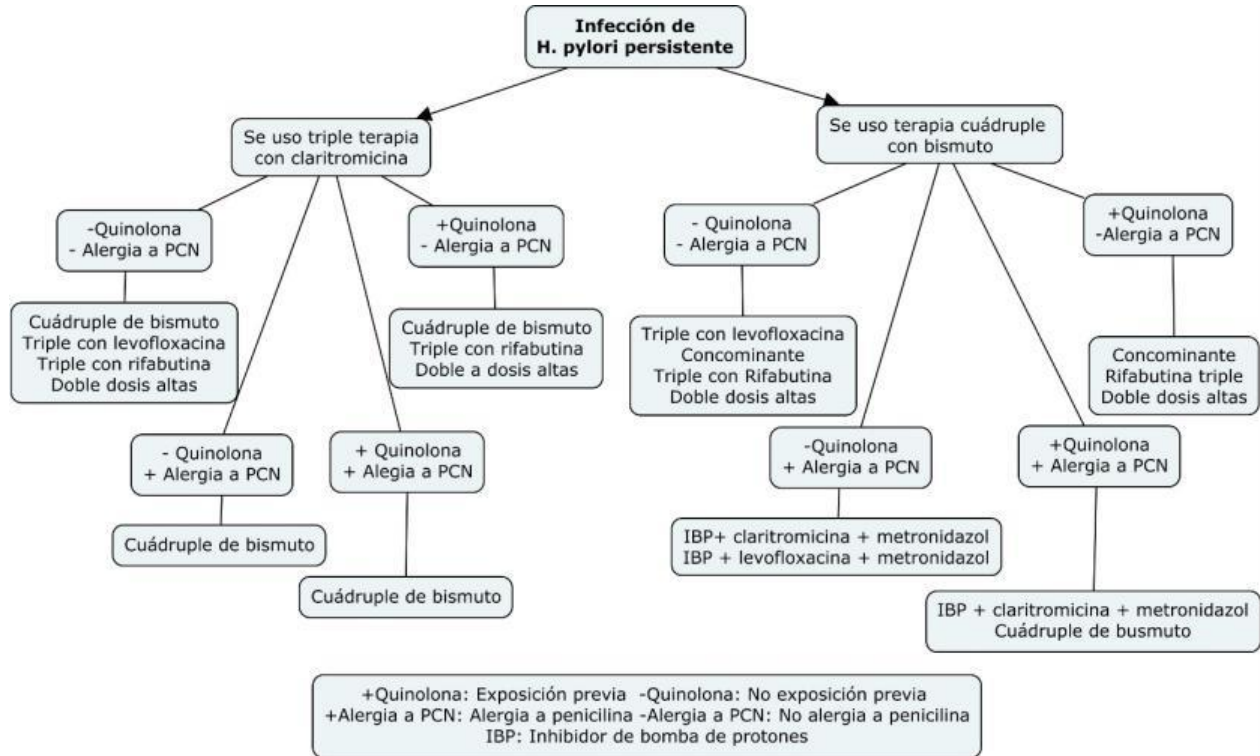 Infección de
H. pylori persistente
Se uso triple terapia
con claritromicina
Se uso terapia cuádruple
con bismuto
-Quinolona
- Alergia a PCN
+Quinolona
- Alergia a PCN
- Quinolona
- Alergia a PCN
+Quinolona
-Alergia a PCN
Cuádruple de bismuto
Triple con levofloxacina
Triple con rifabutina
Doble dosis altas
Cuádruple de bismuto
Triple con rifabutina
Doble a dosis altas
Triple con levofloxacina
Concominante
Triple con Rifabutina
Doble dosis altas
Concominante
Rifabutina triple
Doble dosis altas
- Quinolona
+ Alergia a PCN
+ Quinolona
+ Alegia a PCN
-Quinolona
+ Alergia a PCN
+Quinolona
+ Alergia a PCN
Cuádruple de bismuto
Cuádruple de bismuto
IBP+ claritromicina + metronidazol
IBP + levofloxacina + metronidazol
IBP + claritromicina + metronidazol
Cuádruple de busmuto
+Quinolona: Exposición previa -Quinolona: No exposición previa
+Alergia a PCN: Alergia a penicilina -Alergia a PCN: No alergia a penicilina
IBP: Inhibidor de bomba de protones